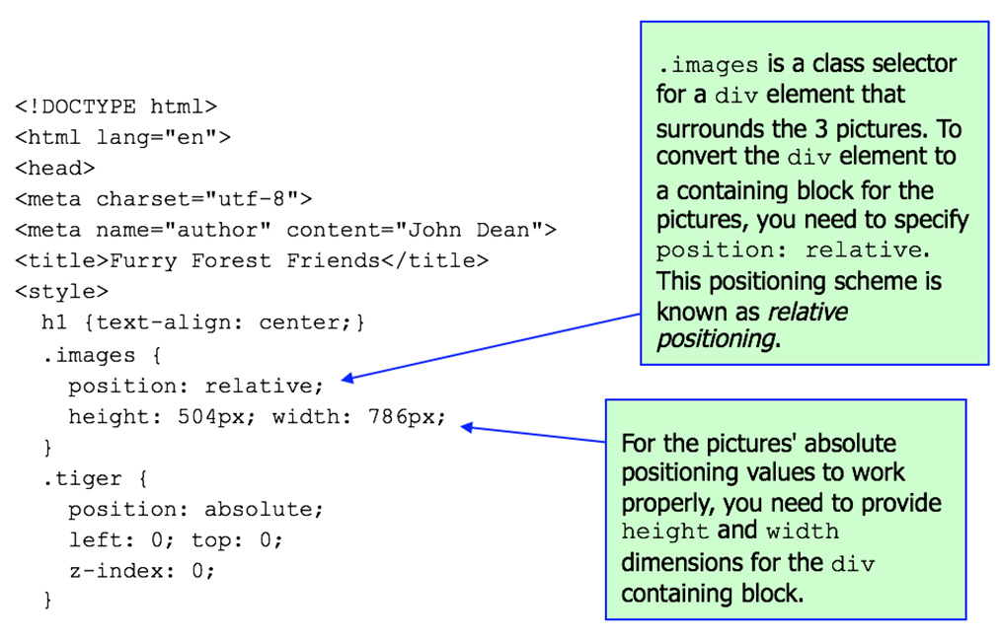 <!DOCTYPE html>
<html lang="en">
<head>
<meta charset="utf-8">
<meta name="author" content="John Dean">
<title>Furry Forest Friends</title>
<style>
h1 {text-align: center;}
.images {
position: relative;
height: 504px; width: 786px;
}
.tiger {
position: absolute;
left: 0; top: 0;
z-index: 0;
}
.images is a class selector
for a div element that
surrounds the 3 pictures. To
convert the div element to
a containing block for the
pictures, you need to specify
position: relative.
This positioning scheme is
known as relative
positioning.
For the pictures' absolute
positioning values to work
properly, you need to provide
height and width
dimensions for the div
containing block.